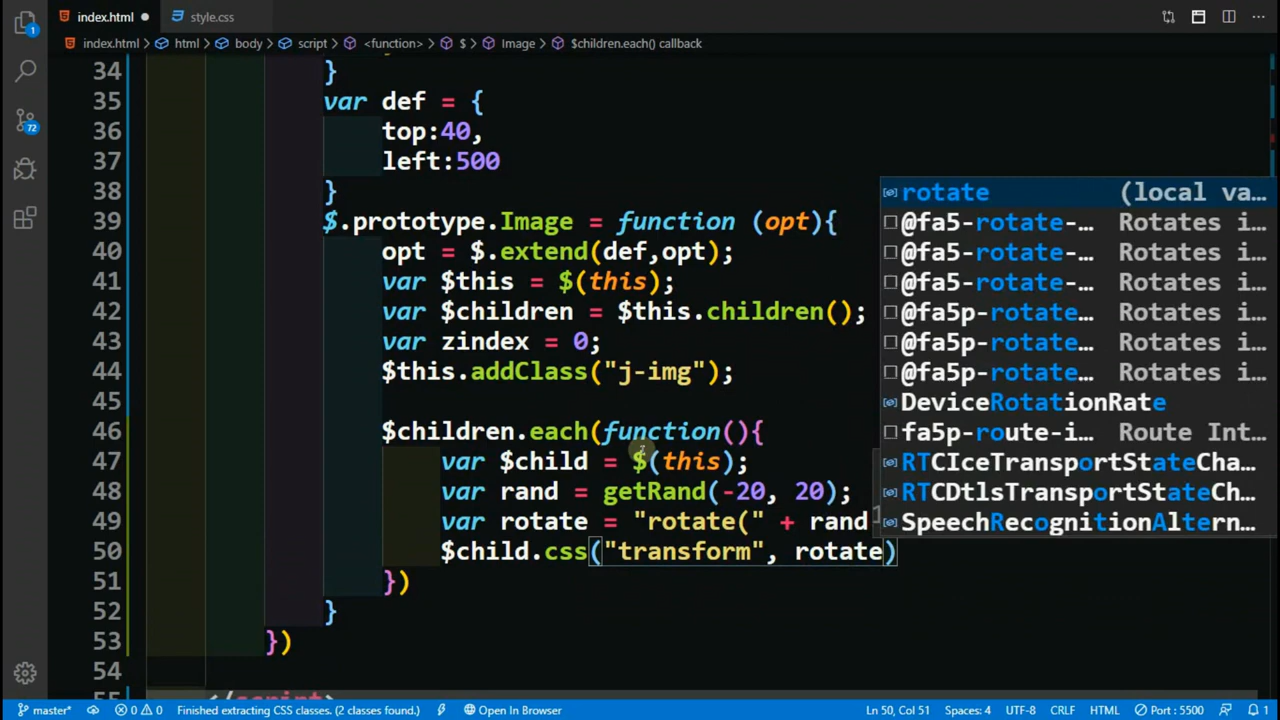 index.html
style.css
index.html > html > body > script > <function> > $ > Image > $children.each() callback
34 }
35 var def = {
36 top:40,
37 left:500
38 }
39 $.prototype.Image = function (opt){
40 opt = $.extend(def,opt);
41 var $this = $(this);
42 var $children = $this.children();
43 var zindex = 0;
44 $this.addClass("j-img");
45
46 $children.each(function(){
47 var $child = $(this);
48 var rand = getRand(-20, 20);
49 var rotate = "rotate(" + rand
50 $child.css("transform", rotate)
51 })
52 }
53 })
54
55 </script>
rotate (local va…
@fa5-rotate-… Rotates i…
@fa5-rotate-… Rotates i…
@fa5-rotate-… Rotates i…
@fa5p-rotate… Rotates i…
@fa5p-rotate… Rotates i…
@fa5p-rotate… Rotates i…
DeviceRotationRate
fa5p-route-i… Route Int…
RTCIceTransportStateCha…
RTCDtlsTransportStateCh…
SpeechRecognitionAltern…
1
72
master* 0 0 Finished extracting CSS classes. (2 classes found.) Open In Browser Ln 50, Col 51 Spaces: 4 UTF-8 CRLF HTML Port : 5500 1